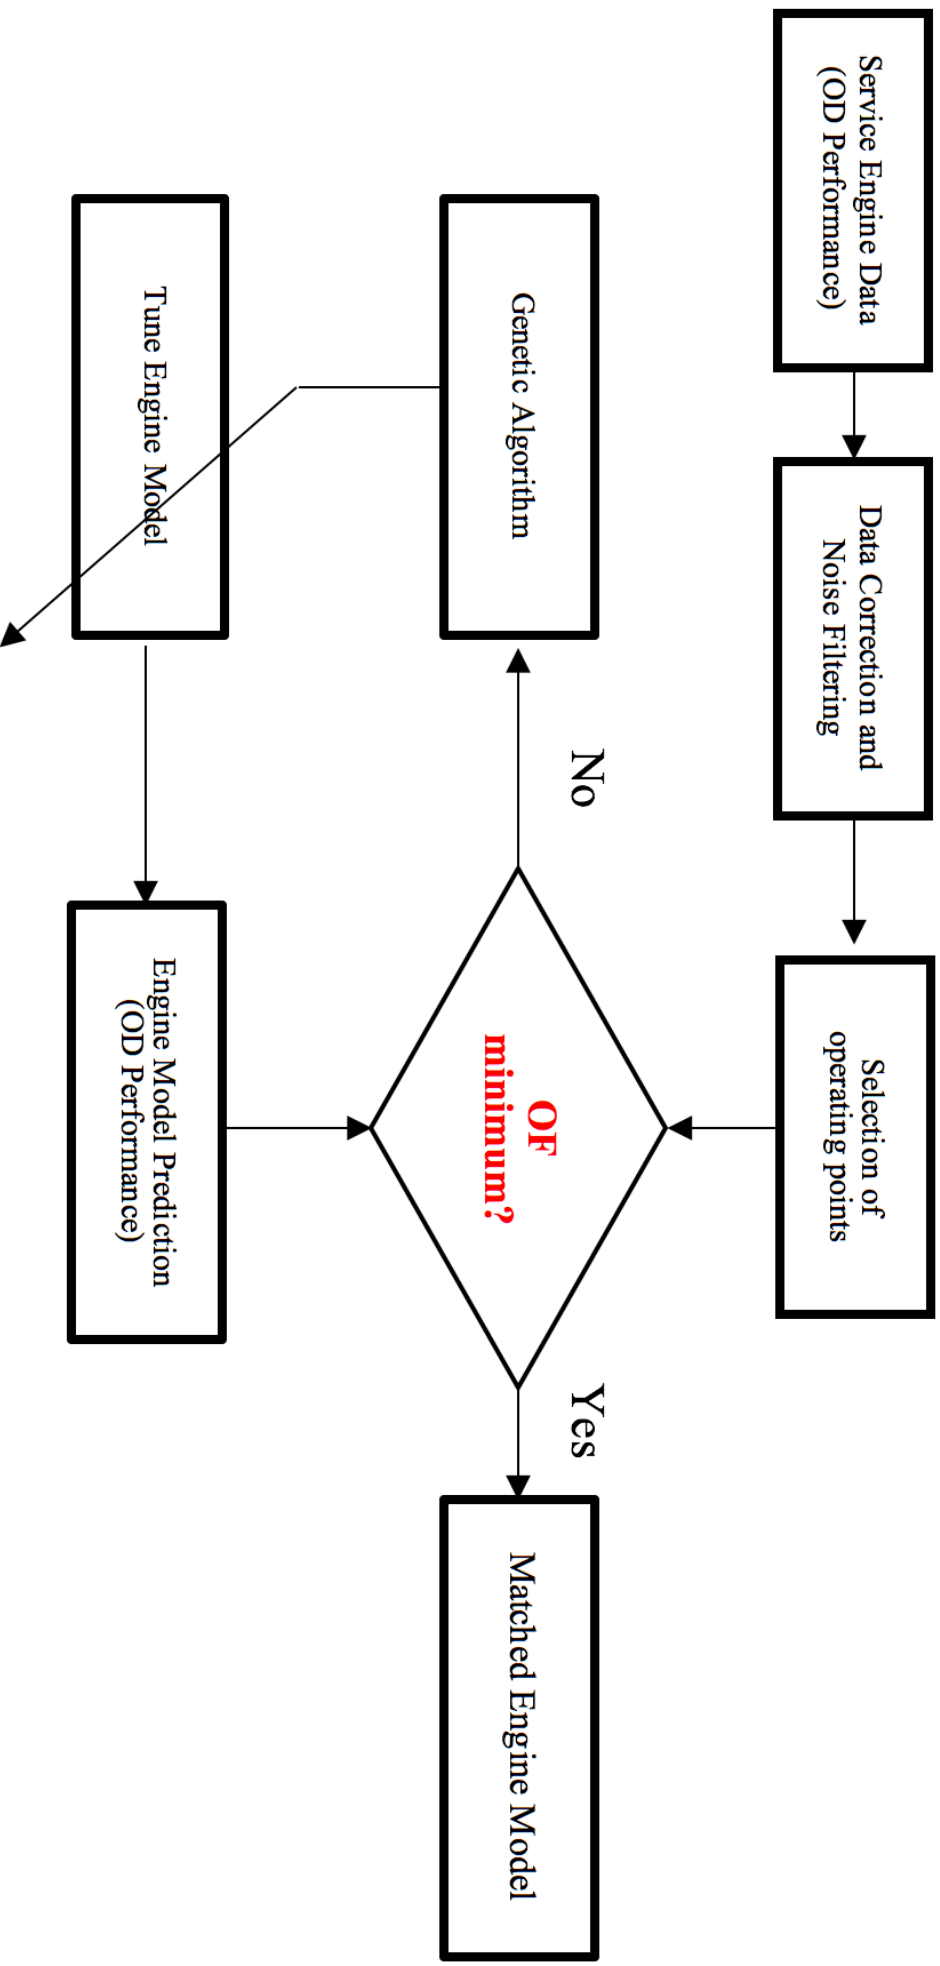 Service Engine Data
(OD Performance)
Data Correction and
Noise Filtering
Selection of
operating points
Genetic Algorithm
No
OF
minimum?
Yes
Matched Engine Model
Tune Engine Model
Engine Model Prediction
(OD Performance)